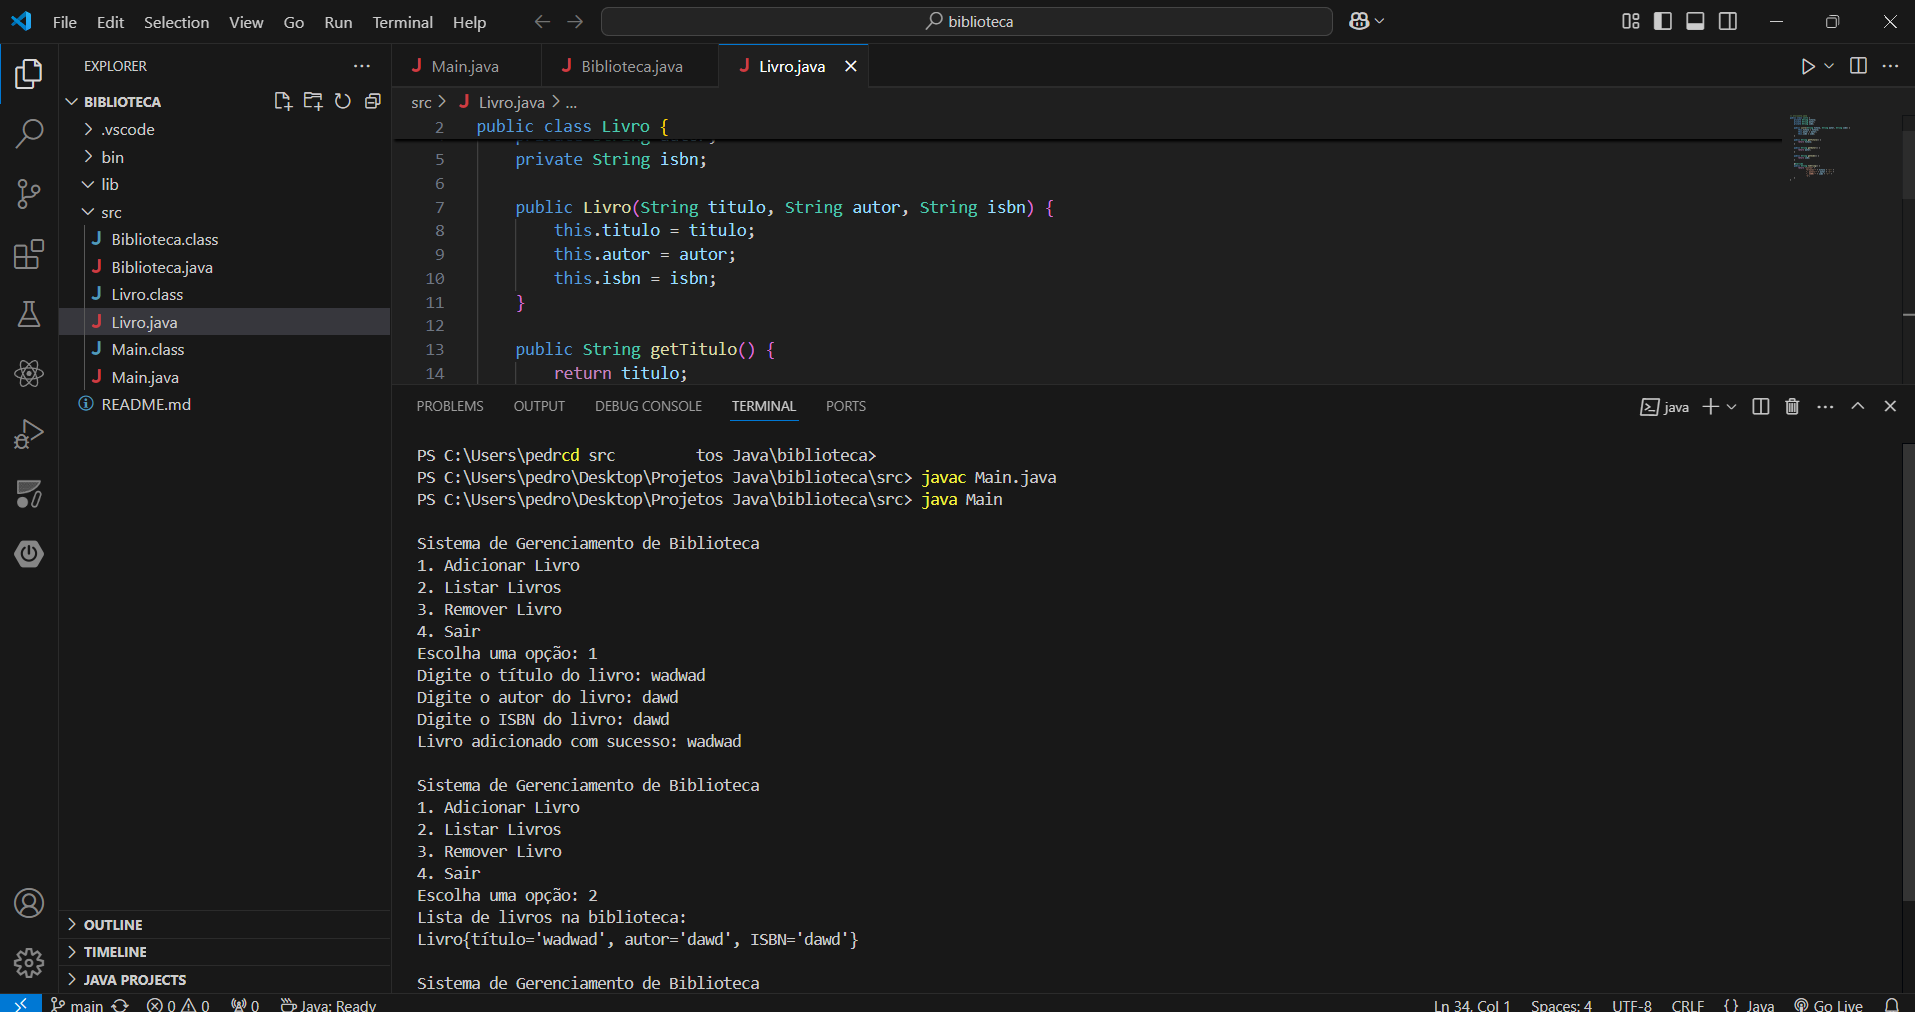 File Edit Selection View Go Run Terminal Help
biblioteca
EXPLORER
BIBLIOTECA
.vscode
bin
lib
src
Biblioteca.class
Biblioteca.java
Livro.class
Livro.java
Main.class
Main.java
README.md
OUTLINE
TIMELINE
JAVA PROJECTS
Main.java Biblioteca.java Livro.java
src > Livro.java > ...
2 public class Livro {
5 private String isbn;
6
7 public Livro(String titulo, String autor, String isbn) {
8 this.titulo = titulo;
9 this.autor = autor;
10 this.isbn = isbn;
11 }
12
13 public String getTitulo() {
14 return titulo;
PROBLEMS OUTPUT DEBUG CONSOLE TERMINAL PORTS
java
PS C:\Users\pedrcd src tos Java\biblioteca>
PS C:\Users\pedro\Desktop\Projetos Java\biblioteca\src> javac Main.java
PS C:\Users\pedro\Desktop\Projetos Java\biblioteca\src> java Main
Sistema de Gerenciamento de Biblioteca
1. Adicionar Livro
2. Listar Livros
3. Remover Livro
4. Sair
Escolha uma opção: 1
Digite o título do livro: wadwad
Digite o autor do livro: dawd
Digite o ISBN do livro: dawd
Livro adicionado com sucesso: wadwad
Sistema de Gerenciamento de Biblioteca
1. Adicionar Livro
2. Listar Livros
3. Remover Livro
4. Sair
Escolha uma opção: 2
Lista de livros na biblioteca:
Livro{título='wadwad', autor='dawd', ISBN='dawd'}
Sistema de Gerenciamento de Biblioteca
main 0 0 0 Java: Ready
Ln 34, Col 1 Spaces: 4 UTF-8 CRLF {} Java Go Live